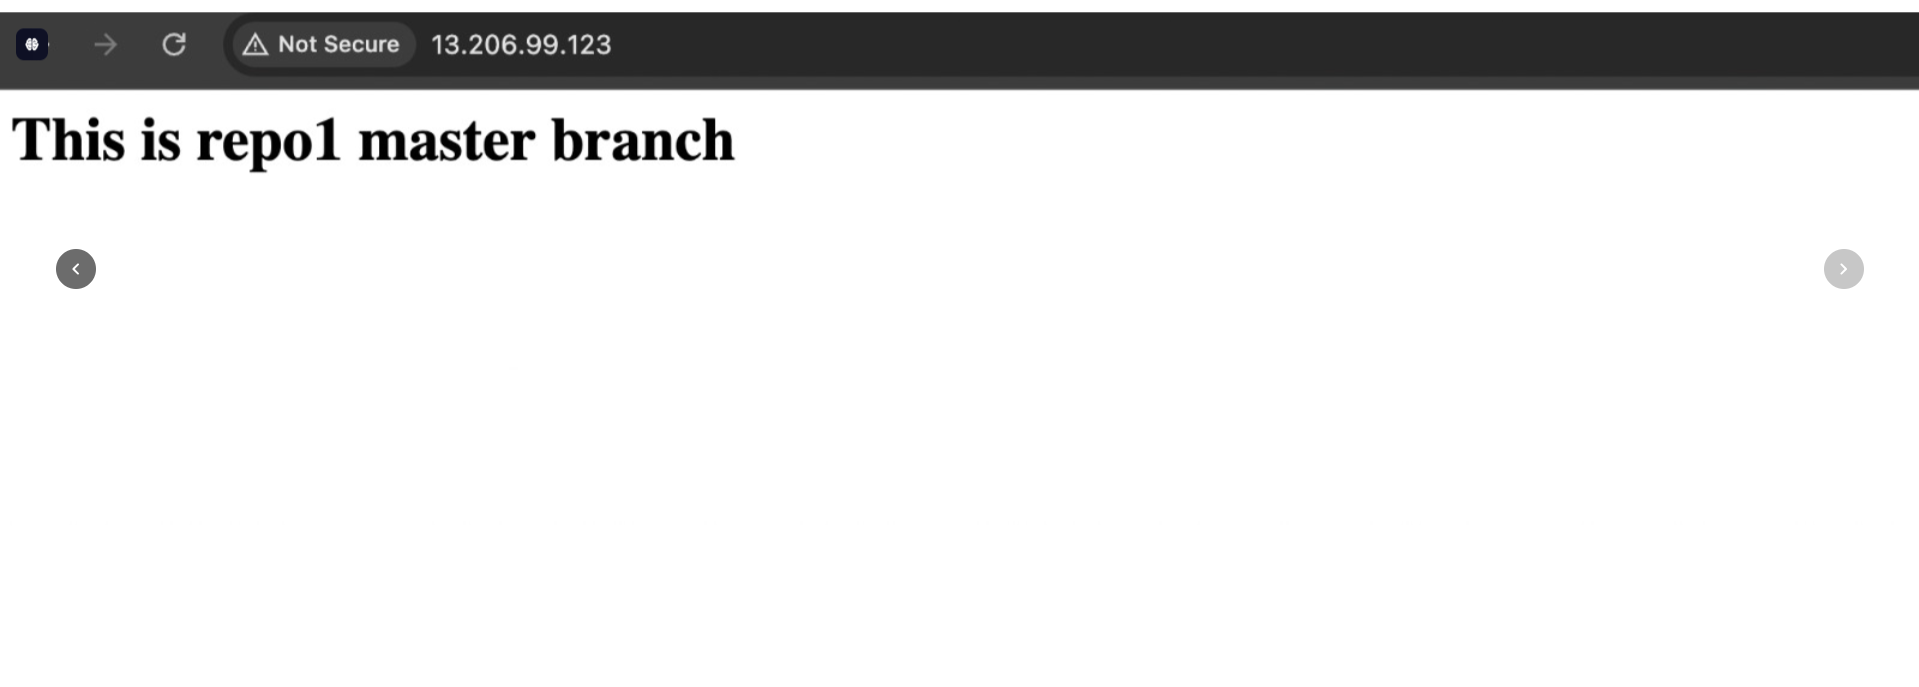 Not Secure 13.206.99.123
This is repo1 master branch